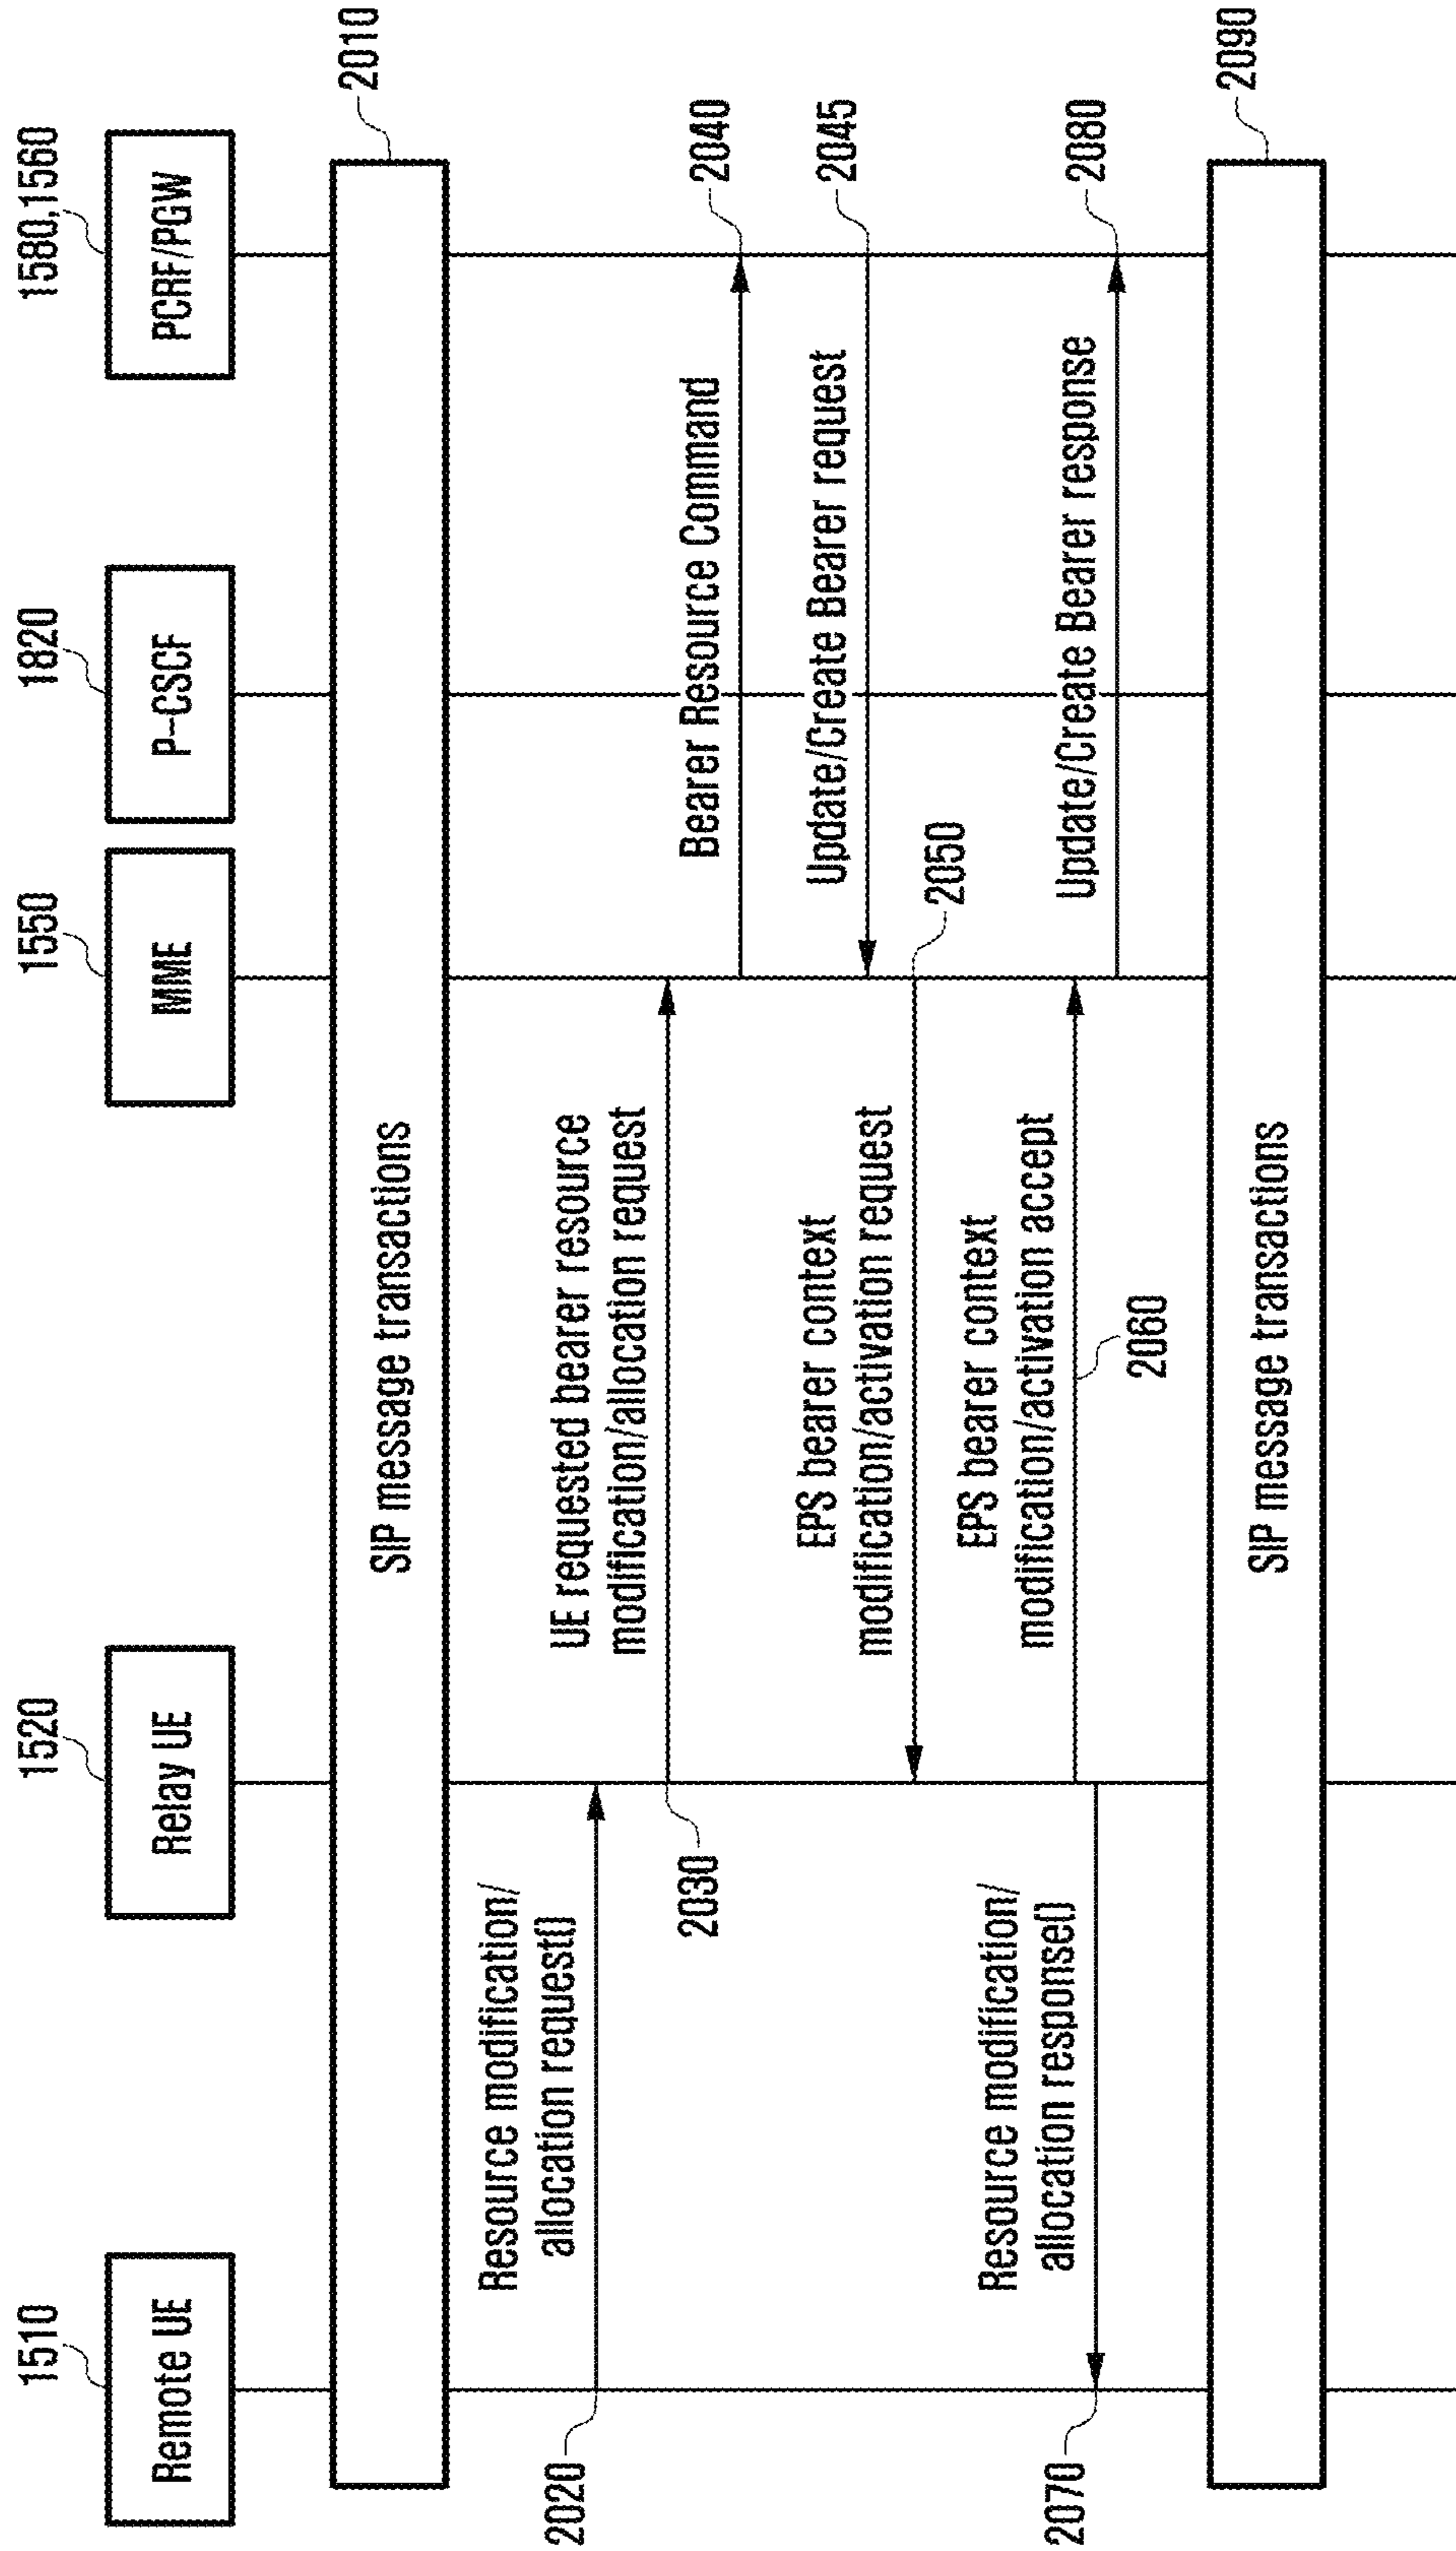 1510
1520
1550
1820
1580,1560
Remote UE
Relay UE
MME
P-CSCF
PCRF/PGW
SIP message transactions
2010
Resource modification/
allocation request()
2020
UE requested bearer resource
modification/allocation request
2030
Bearer Resource Command
2040
Update/Create Bearer request
2045
EPS bearer context
modification/activation request
2050
EPS bearer context
modification/activation accept
2060
Resource modification/
allocation response()
2070
Update/Create Bearer response
2080
SIP message transactions
2090